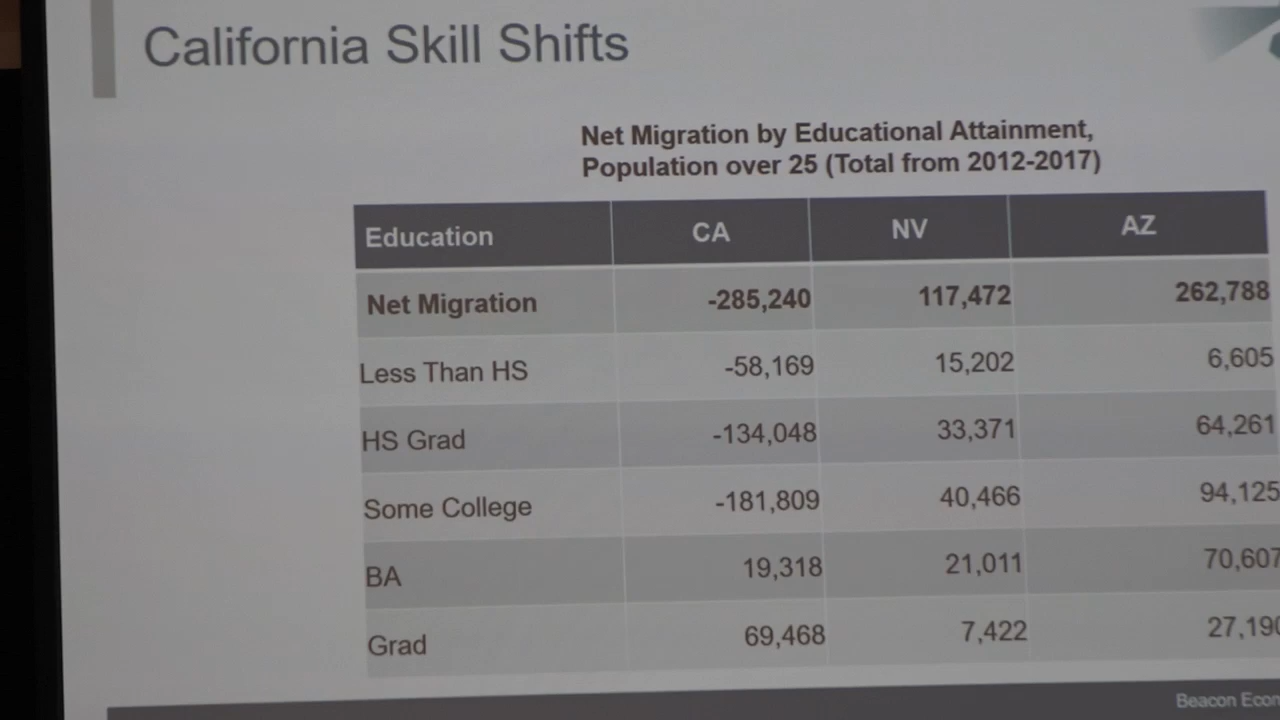 California Skill Shifts
Net Migration by Educational Attainment,
Population over 25 (Total from 2012-2017)
Education CA NV AZ
Net Migration -285,240 117,472 262,788
Less Than HS -58,169 15,202 6,605
HS Grad -134,048 33,371 64,261
Some College -181,809 40,466 94,125
BA 19,318 21,011 70,607
Grad 69,468 7,422 27,190
Beacon Econ